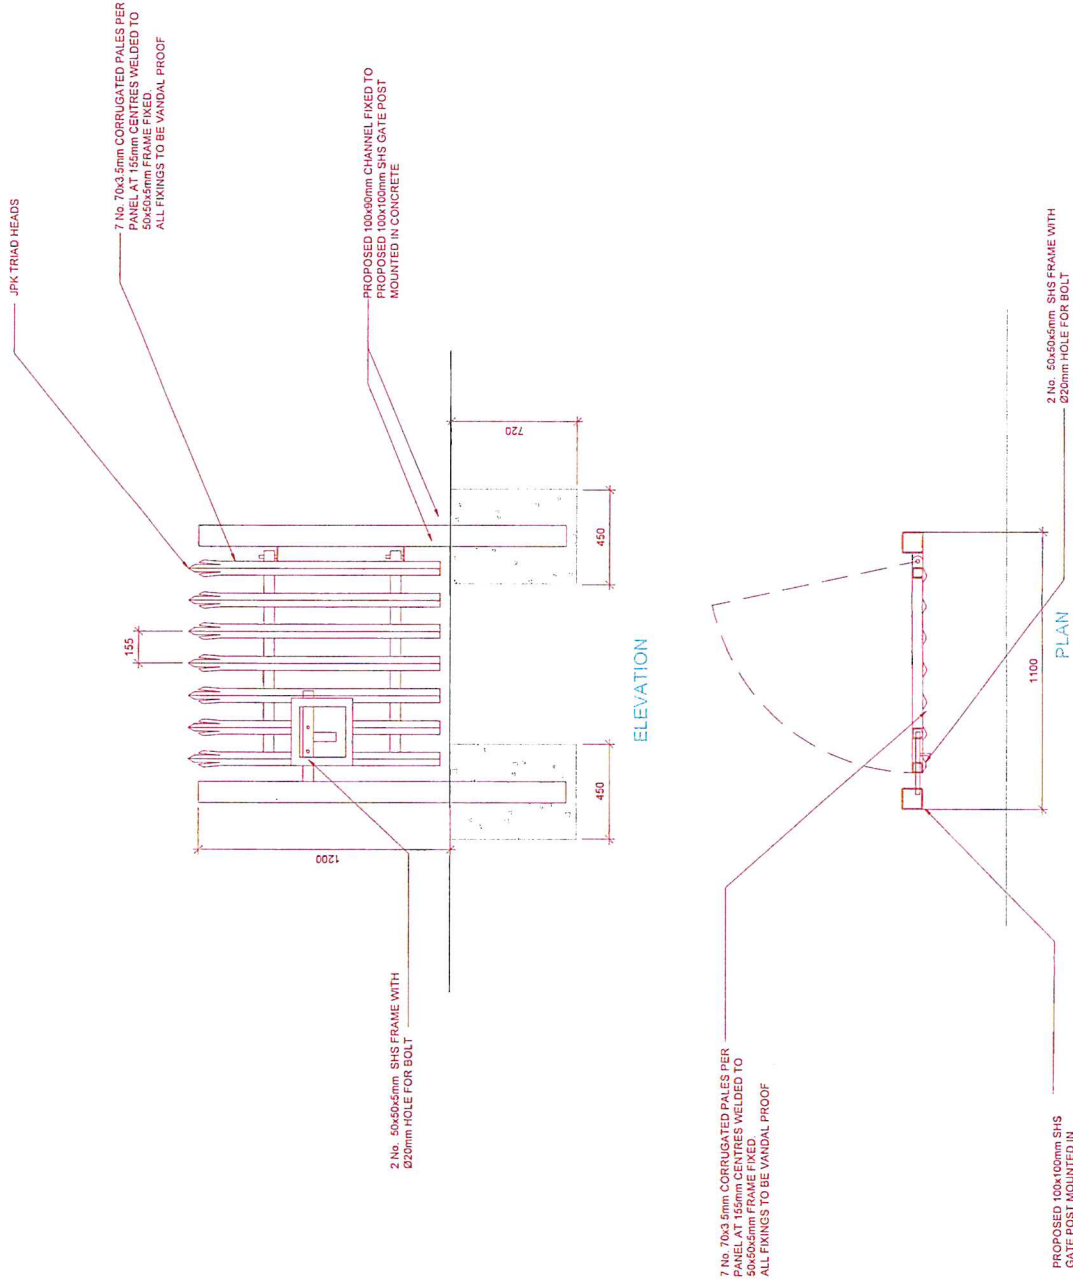 JPK TRIAD HEADS
7 No. 70x3.5mm CORRUGATED PALES PER
PANEL AT 155mm CENTRES WELDED TO
50x50x5mm FRAME FIXED.
ALL FIXINGS TO BE VANDAL PROOF
PROPOSED 100x90mm CHANNEL FIXED TO
PROPOSED 100x100mm SHS GATE POST
MOUNTED IN CONCRETE
155
720
450
450
1200
2 No. 50x50x5mm SHS FRAME WITH
Ø20mm HOLE FOR BOLT
ELEVATION
7 No. 70x3.5mm CORRUGATED PALES PER
PANEL AT 155mm CENTRES WELDED TO
50x50x5mm FRAME FIXED.
ALL FIXINGS TO BE VANDAL PROOF
2 No. 50x50x5mm SHS FRAME WITH
Ø20mm HOLE FOR BOLT
1100
PLAN
PROPOSED 100x100mm SHS
GATE POST MOUNTED IN